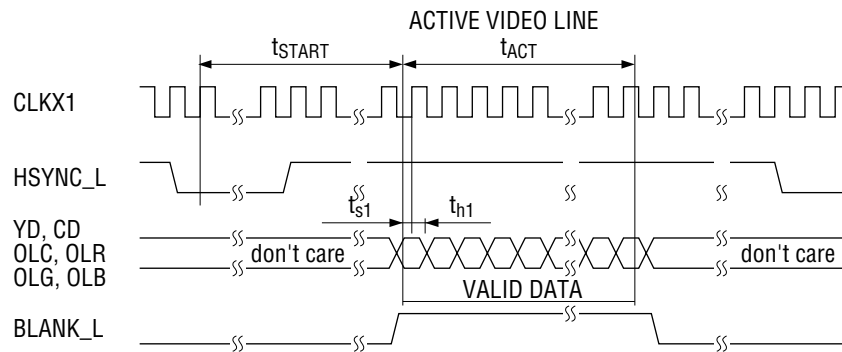 ACTIVE VIDEO LINE
tSTART tACT
CLKX1
HSYNC_L
ts1 th1
YD, CD
OLC, OLR don't care don't care
OLG, OLB
VALID DATA
BLANK_L